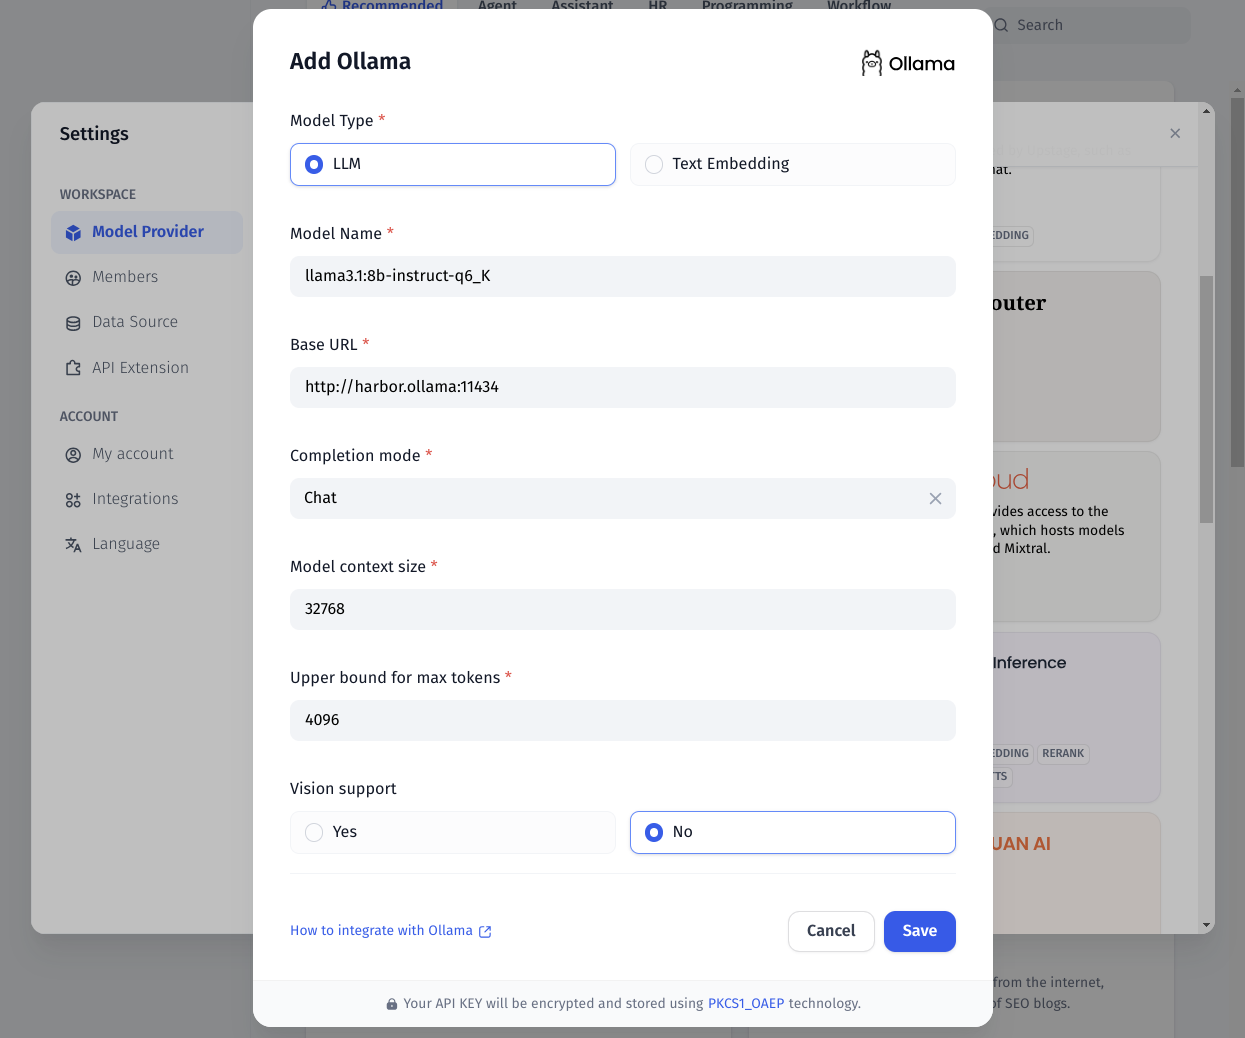 Recommended
Agent
Assistant
HR
Programming
Workflow
Search
Add Ollama
Ollama
Model Type *
LLM
Text Embedding
Model Name *
llama3.1:8b-instruct-q6_K
Base URL *
http://harbor.ollama:11434
Completion mode *
Chat
Model context size *
32768
Upper bound for max tokens *
4096
Vision support
Yes
No
How to integrate with Ollama
Cancel
Save
Your API KEY will be encrypted and stored using PKCS1_OAEP technology.
Settings
WORKSPACE
Model Provider
Members
Data Source
API Extension
ACCOUNT
My account
Integrations
Language
at.
EDDING
outer
oud
vides access to the
, which hosts models
d Mixtral.
Inference
EDDING
RERANK
TTS
UAN AI
from the internet,
of SEO blogs.